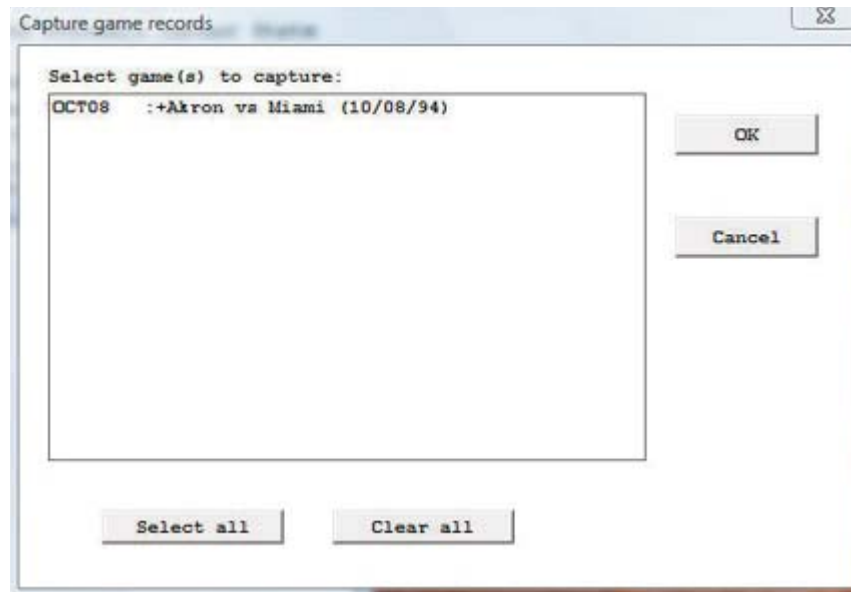 Capture game records
Select game(s) to capture:
OCT08 :+Akron vs Miami (10/08/94)
OK
Cancel
Select all
Clear all